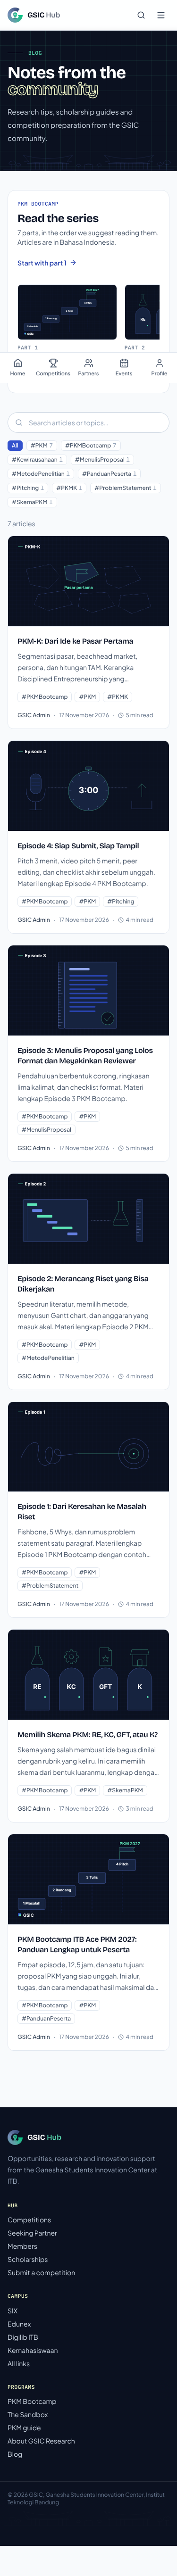 GSIC Hub
BLOG
Notes from the
community
Research tips, scholarship guides and
competition preparation from the GSIC
community.
PKM BOOTCAMP
Read the series
7 parts, in the order we suggest reading them.
Articles are in Bahasa Indonesia.
Start with part 1 →
PKM 2027
4 Pitch
3 Tulis
2 Rancang
1 Masalah
GSIC
RE
KC
PART 1
PART 2
Home
Competitions
Partners
Events
Profile
Search articles or topics...
All
#PKM 7
#PKMBootcamp 7
#Kewirausahaan 1
#MenulisProposal 1
#MetodePenelitian 1
#PanduanPeserta 1
#Pitching 1
#PKMK 1
#ProblemStatement 1
#SkemaPKM 1
7 articles
PKM-K
Pasar pertama
PKM-K: Dari Ide ke Pasar Pertama
Segmentasi pasar, beachhead market,
persona, dan hitungan TAM. Kerangka
Disciplined Entrepreneurship yang...
#PKMBootcamp
#PKM
#PKMK
GSIC Admin · 17 November 2026 · 5 min read
Episode 4
3:00
Episode 4: Siap Submit, Siap Tampil
Pitch 3 menit, video pitch 5 menit, peer
editing, dan checklist akhir sebelum unggah.
Materi lengkap Episode 4 PKM Bootcamp.
#PKMBootcamp
#PKM
#Pitching
GSIC Admin · 17 November 2026 · 4 min read
Episode 3
Episode 3: Menulis Proposal yang Lolos
Format dan Meyakinkan Reviewer
Pendahuluan berbentuk corong, ringkasan
lima kalimat, dan checklist format. Materi
lengkap Episode 3 PKM Bootcamp.
#PKMBootcamp
#PKM
#MenulisProposal
GSIC Admin · 17 November 2026 · 5 min read
Episode 2
Episode 2: Merancang Riset yang Bisa
Dikerjakan
Speedrun literatur, memilih metode,
menyusun Gantt chart, dan anggaran yang
masuk akal. Materi lengkap Episode 2 PKM...
#PKMBootcamp
#PKM
#MetodePenelitian
GSIC Admin · 17 November 2026 · 4 min read
Episode 1
Episode 1: Dari Keresahan ke Masalah
Riset
Fishbone, 5 Whys, dan rumus problem
statement satu paragraf. Materi lengkap
Episode 1 PKM Bootcamp dengan contoh...
#PKMBootcamp
#PKM
#ProblemStatement
GSIC Admin · 17 November 2026 · 4 min read
RE
KC
GFT
K
Memilih Skema PKM: RE, KC, GFT, atau K?
Skema yang salah membuat ide bagus dinilai
dengan rubrik yang keliru. Ini cara memilih
skema dari bentuk luaranmu, lengkap denga...
#PKMBootcamp
#PKM
#SkemaPKM
GSIC Admin · 17 November 2026 · 3 min read
PKM 2027
4 Pitch
3 Tulis
2 Rancang
1 Masalah
GSIC
PKM Bootcamp ITB Ace PKM 2027:
Panduan Lengkap untuk Peserta
Empat episode, 12,5 jam, dan satu tujuan:
proposal PKM yang siap unggah. Ini alur,
tugas, dan cara mendapat hasil maksimal da...
#PKMBootcamp
#PKM
#PanduanPeserta
GSIC Admin · 17 November 2026 · 4 min read
GSIC Hub
Opportunities, research and innovation support
from the Ganesha Students Innovation Center at
ITB.
HUB
Competitions
Seeking Partner
Members
Scholarships
Submit a competition
CAMPUS
SIX
Edunex
Digilib ITB
Kemahasiswaan
All links
PROGRAMS
PKM Bootcamp
The Sandbox
PKM guide
About GSIC Research
Blog
© 2026 GSIC, Ganesha Students Innovation Center, Institut
Teknologi Bandung